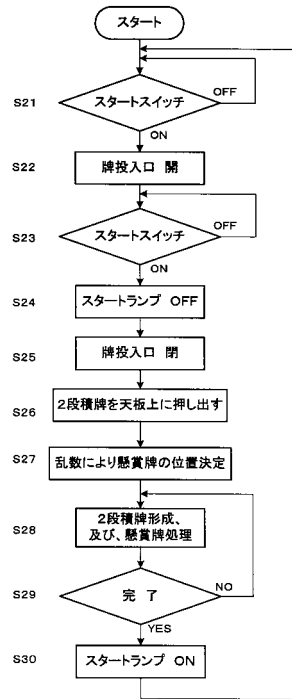 スタート
S21
スタートスイッチ
OFF
ON
S22
牌投入口 開
S23
スタートスイッチ
OFF
ON
S24
スタートランプ OFF
S25
牌投入口 閉
S26
2段積牌を天板上に押し出す
S27
乱数により懸賞牌の位置決定
S28
2段積牌形成、
及び、懸賞牌処理
S29
完 了
NO
YES
S30
スタートランプ ON